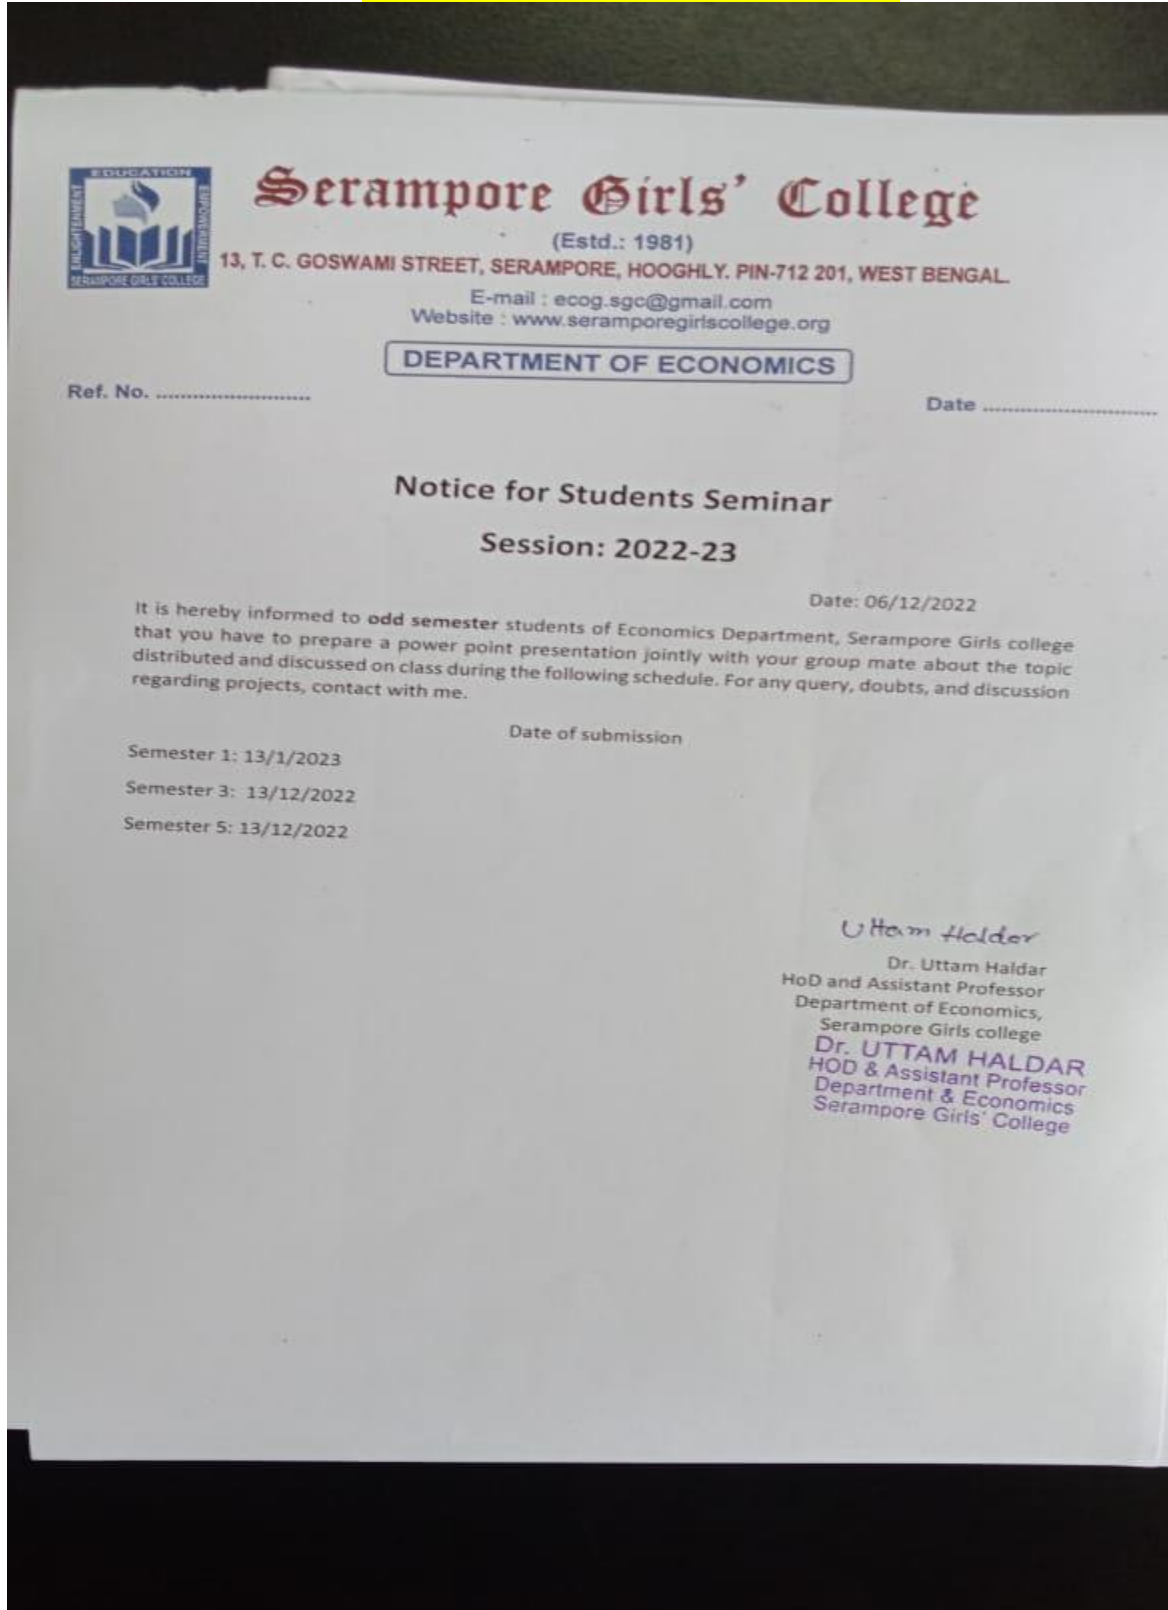 EDUCATION
ENLIGHTENMENT
EMPOWERMENT
SERAMPORE GIRLS' COLLEGE
Serampore Girls' College
(Estd.: 1981)
13, T. C. GOSWAMI STREET, SERAMPORE, HOOGHLY. PIN-712 201, WEST BENGAL.
E-mail : ecog.sgc@gmail.com
Website : www.seramporegirlscollege.org
DEPARTMENT OF ECONOMICS
Ref. No. .........................
Date ............................
Notice for Students Seminar
Session: 2022-23
Date: 06/12/2022
It is hereby informed to odd semester students of Economics Department, Serampore Girls college
that you have to prepare a power point presentation jointly with your group mate about the topic
distributed and discussed on class during the following schedule. For any query, doubts, and discussion
regarding projects, contact with me.
Date of submission
Semester 1: 13/1/2023
Semester 3: 13/12/2022
Semester 5: 13/12/2022
Uttam Haldar
Dr. Uttam Haldar
HoD and Assistant Professor
Department of Economics,
Serampore Girls college
Dr. UTTAM HALDAR
HOD & Assistant Professor
Department & Economics
Serampore Girls' College